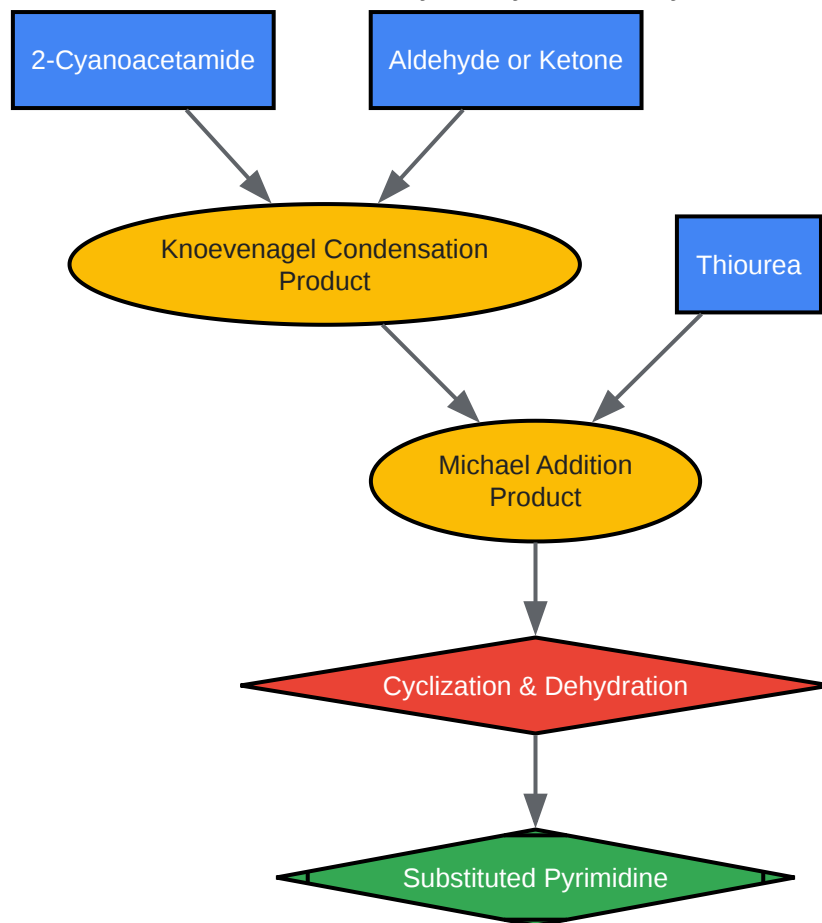 2-Cyanoacetamide
Aldehyde or Ketone
Knoevenagel Condensation
Product
Thiourea
Michael Addition
Product
Cyclization & Dehydration
Substituted Pyrimidine